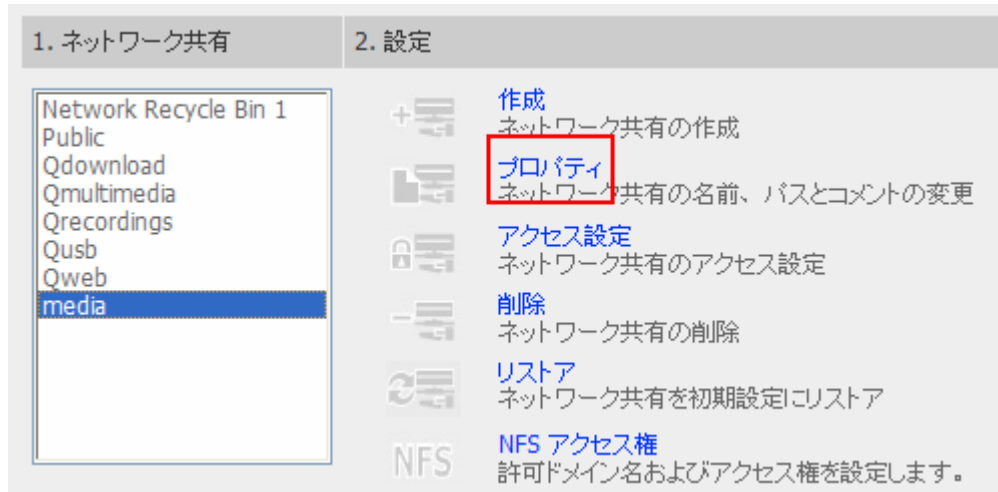 1. ネットワーク共有
2. 設定
Network Recycle Bin 1
Public
Qdownload
Qmultimedia
Qrecordings
Qusb
Qweb
media
作成
ネットワーク共有の作成
プロパティ
ネットワーク共有の名前、パスとコメントの変更
アクセス設定
ネットワーク共有のアクセス設定
削除
ネットワーク共有の削除
リストア
ネットワーク共有を初期設定にリストア
NFS
NFS アクセス権
許可ドメイン名およびアクセス権を設定します。